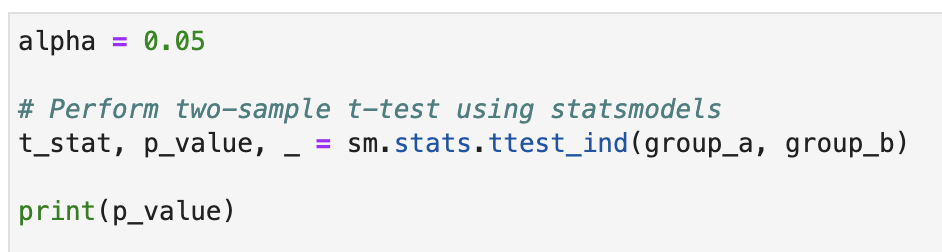 alpha = 0.05
# Perform two-sample t-test using statsmodels
t_stat, p_value, _ = sm.stats.ttest_ind(group_a, group_b)
print(p_value)